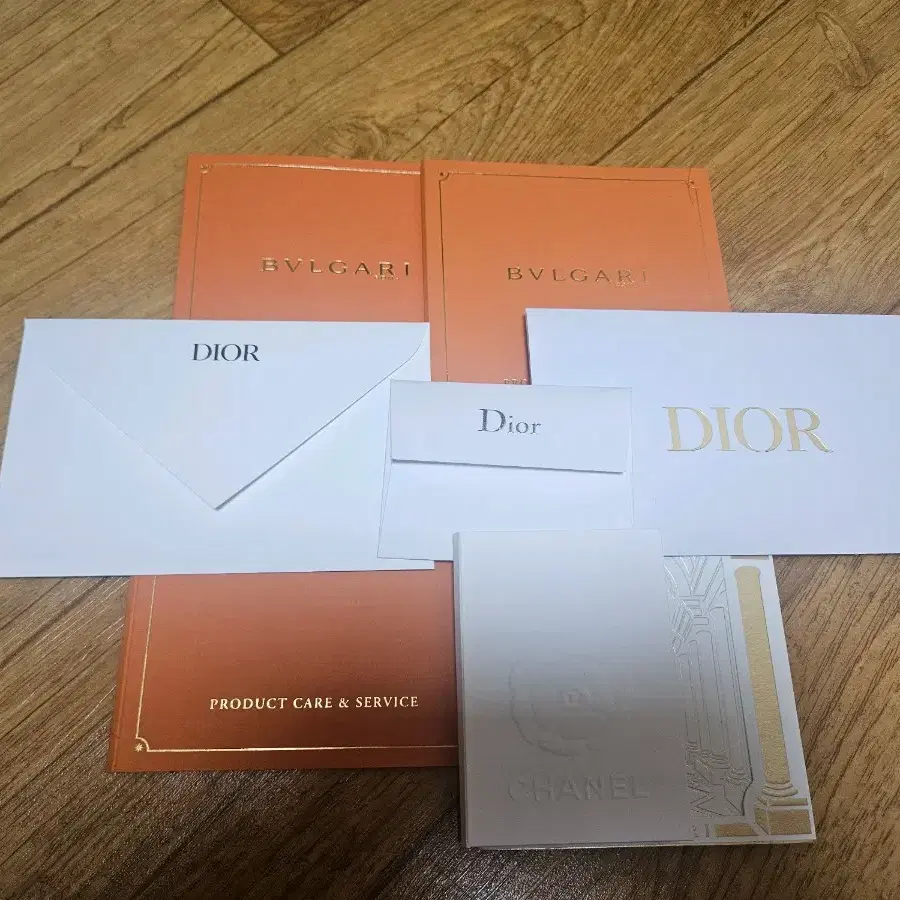 BVLGARI
BVLGARI
DIOR
Dior
DIOR
PRODUCT CARE & SERVICE
CHANEL